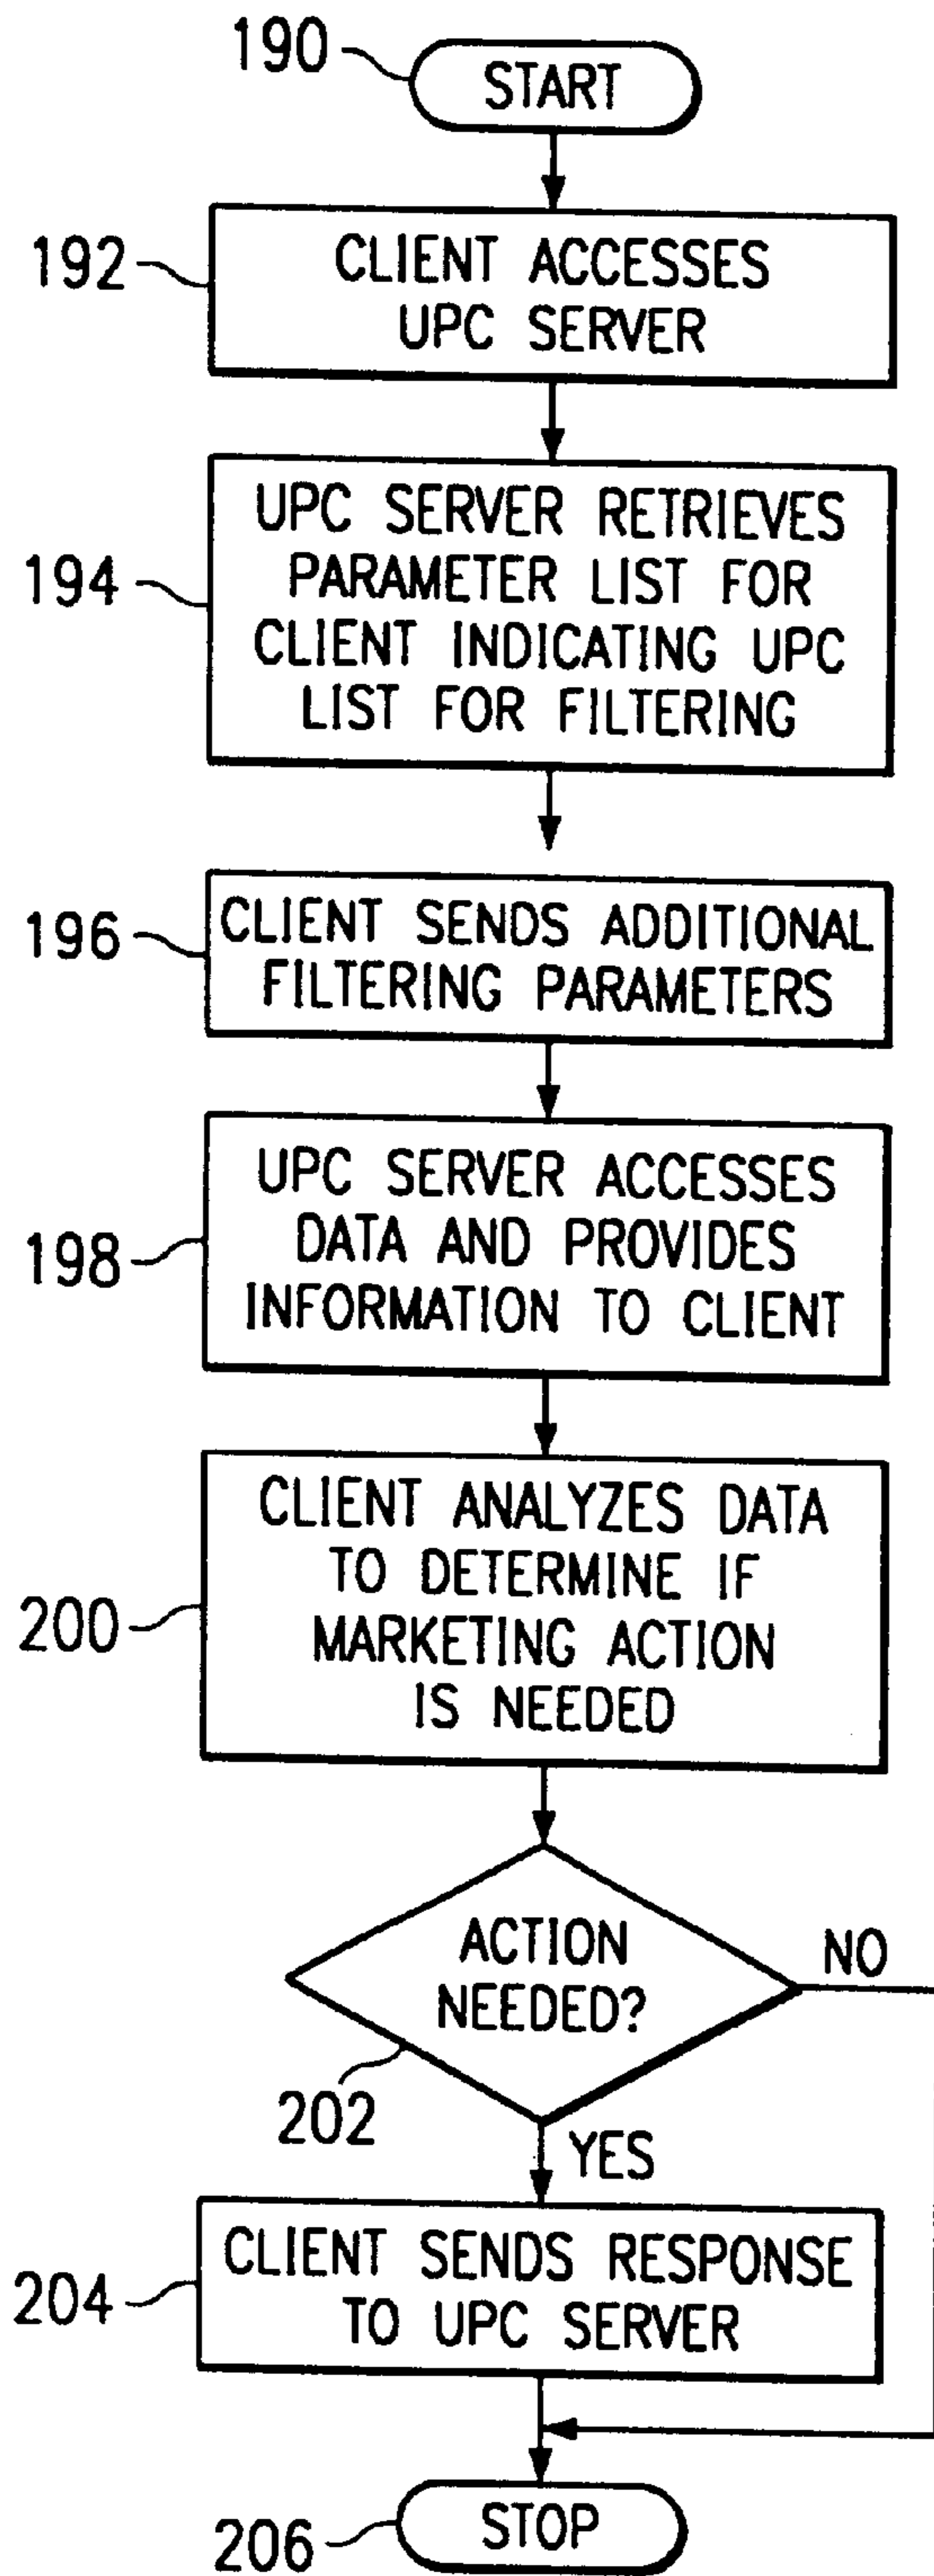 190
START
192
CLIENT ACCESSES
UPC SERVER
194
UPC SERVER RETRIEVES
PARAMETER LIST FOR
CLIENT INDICATING UPC
LIST FOR FILTERING
196
CLIENT SENDS ADDITIONAL
FILTERING PARAMETERS
198
UPC SERVER ACCESSES
DATA AND PROVIDES
INFORMATION TO CLIENT
200
CLIENT ANALYZES DATA
TO DETERMINE IF
MARKETING ACTION
IS NEEDED
ACTION
NEEDED?
NO
202
YES
204
CLIENT SENDS RESPONSE
TO UPC SERVER
206
STOP